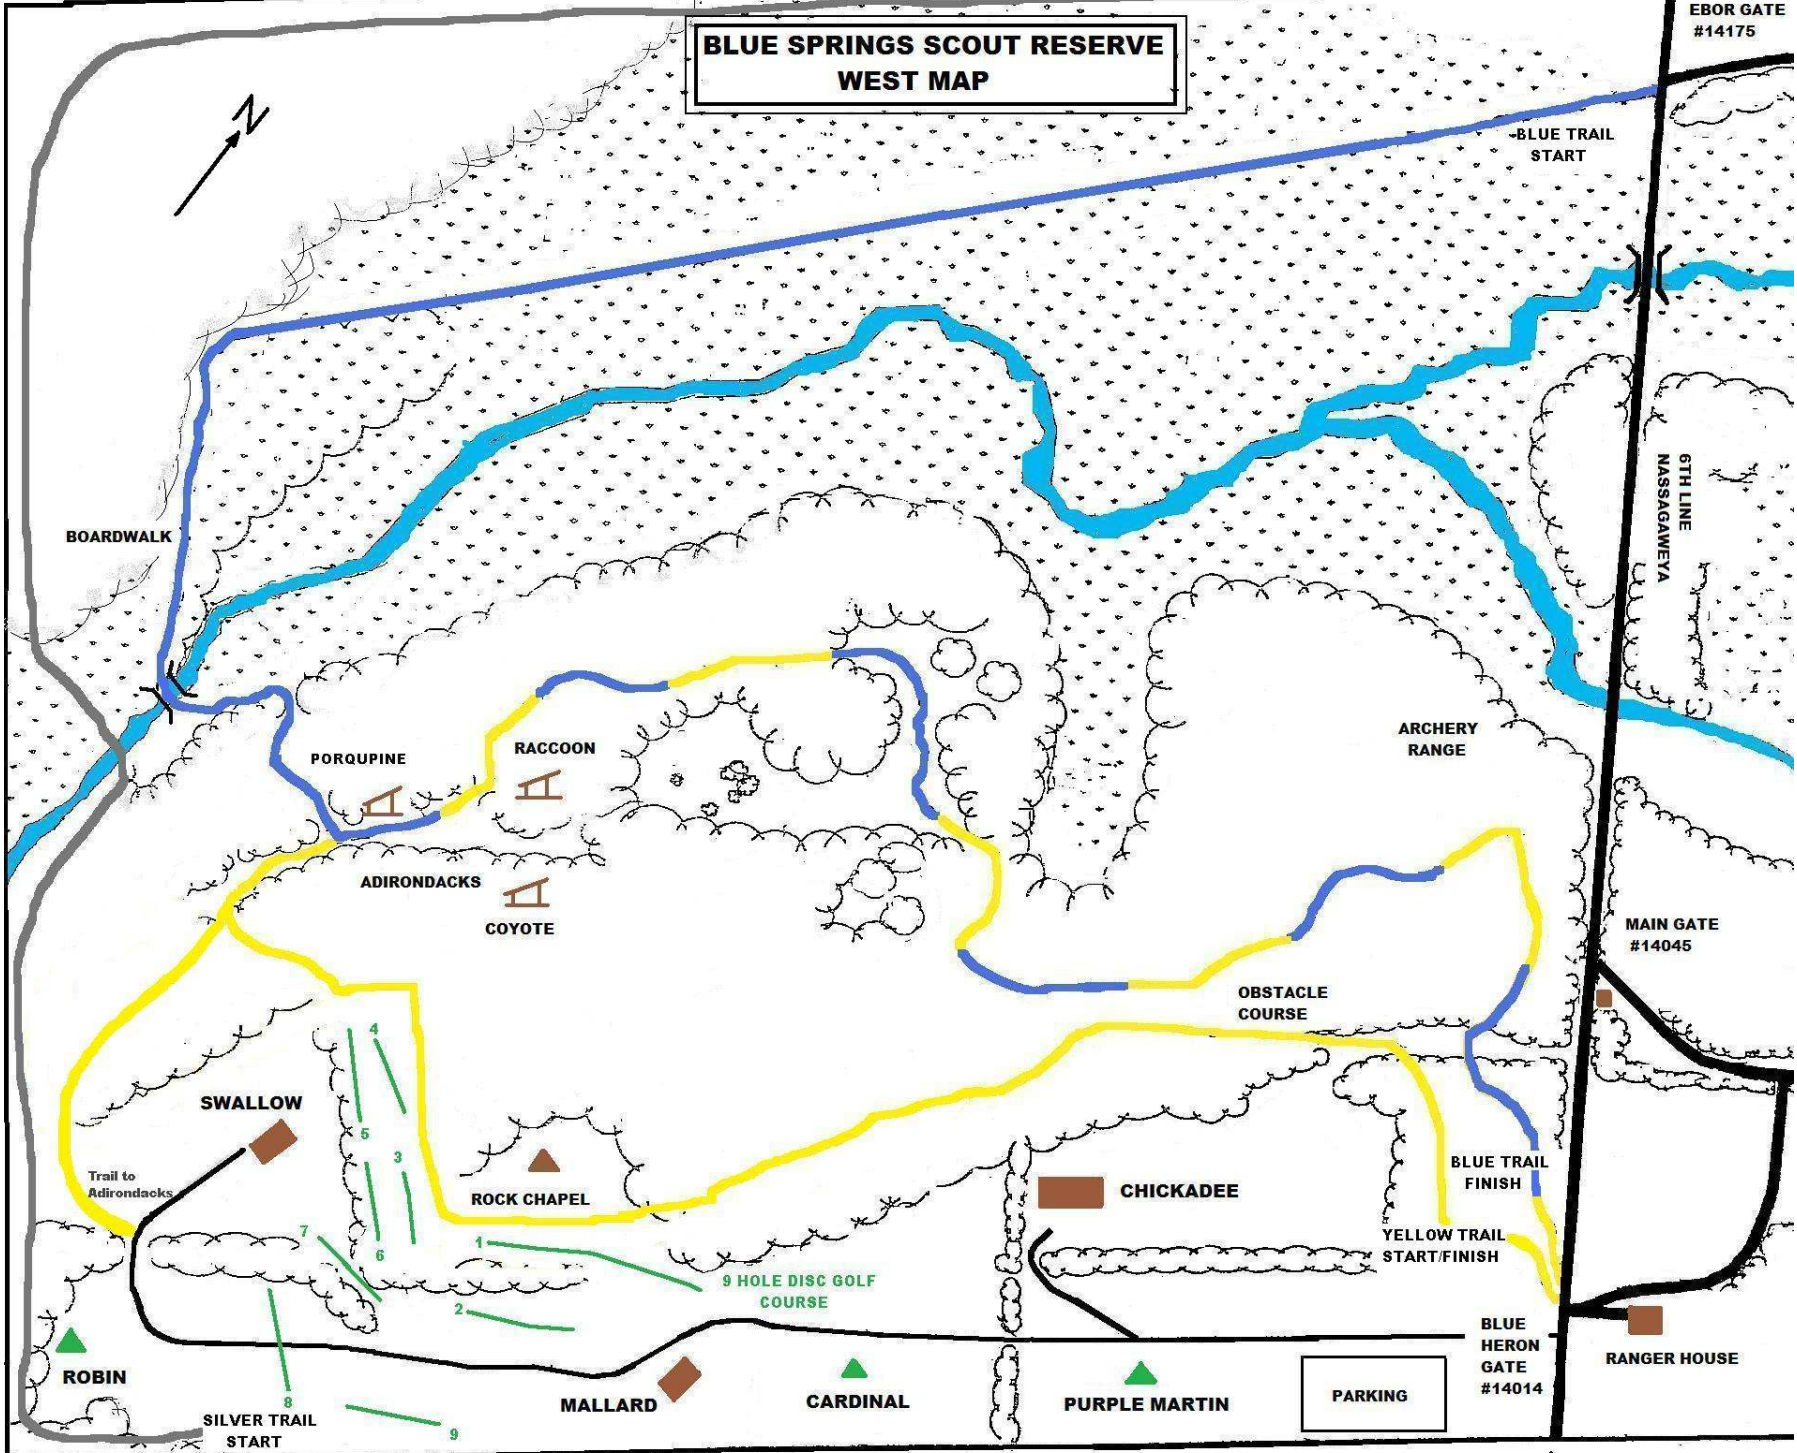 BLUE SPRINGS SCOUT RESERVE
WEST MAP
EBOR GATE
#14175
N
-BLUE TRAIL
START
6TH LINE
NASSAGAWEYA
BOARDWALK
ARCHERY
RANGE
PORQUPINE
RACCOON
ADIRONDACKS
COYOTE
MAIN GATE
#14045
OBSTACLE
COURSE
SWALLOW
4
5
3
Trail to
Adirondacks
ROCK CHAPEL
CHICKADEE
BLUE TRAIL
FINISH
7
6
1
YELLOW TRAIL
START/FINISH
9 HOLE DISC GOLF
COURSE
2
BLUE
HERON
GATE
#14014
RANGER HOUSE
ROBIN
8
MALLARD
CARDINAL
PURPLE MARTIN
PARKING
SILVER TRAIL
START
9